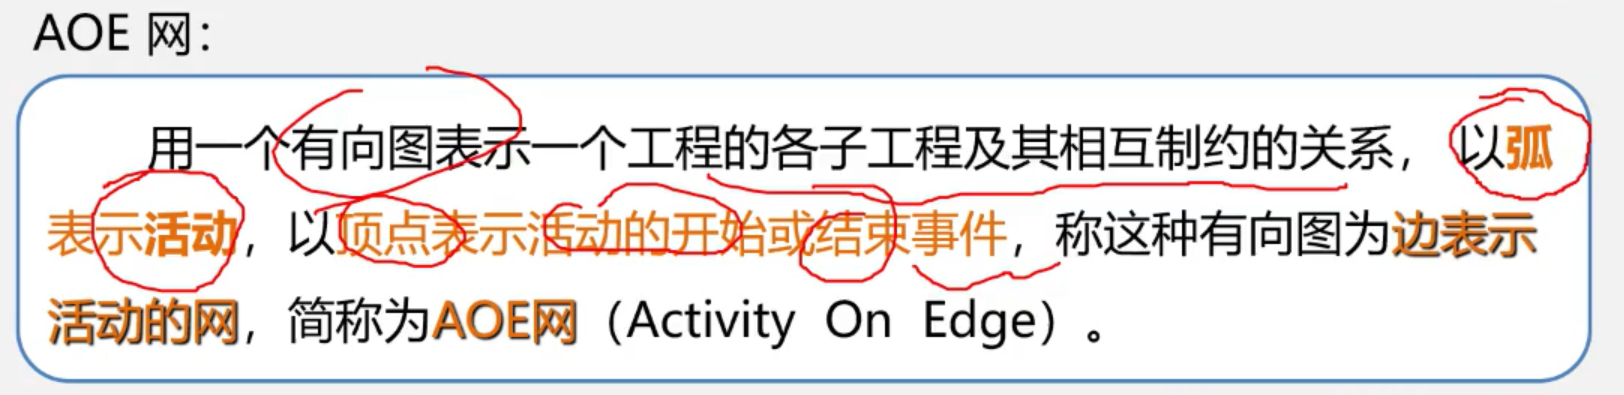 AOE 网：
用一个有向图表示一个工程的各子工程及其相互制约的关系， 以弧
表示活动，以顶点表示活动的开始或结束事件，称这种有向图为边表示
活动的网，简称为AOE网（Activity On Edge）。